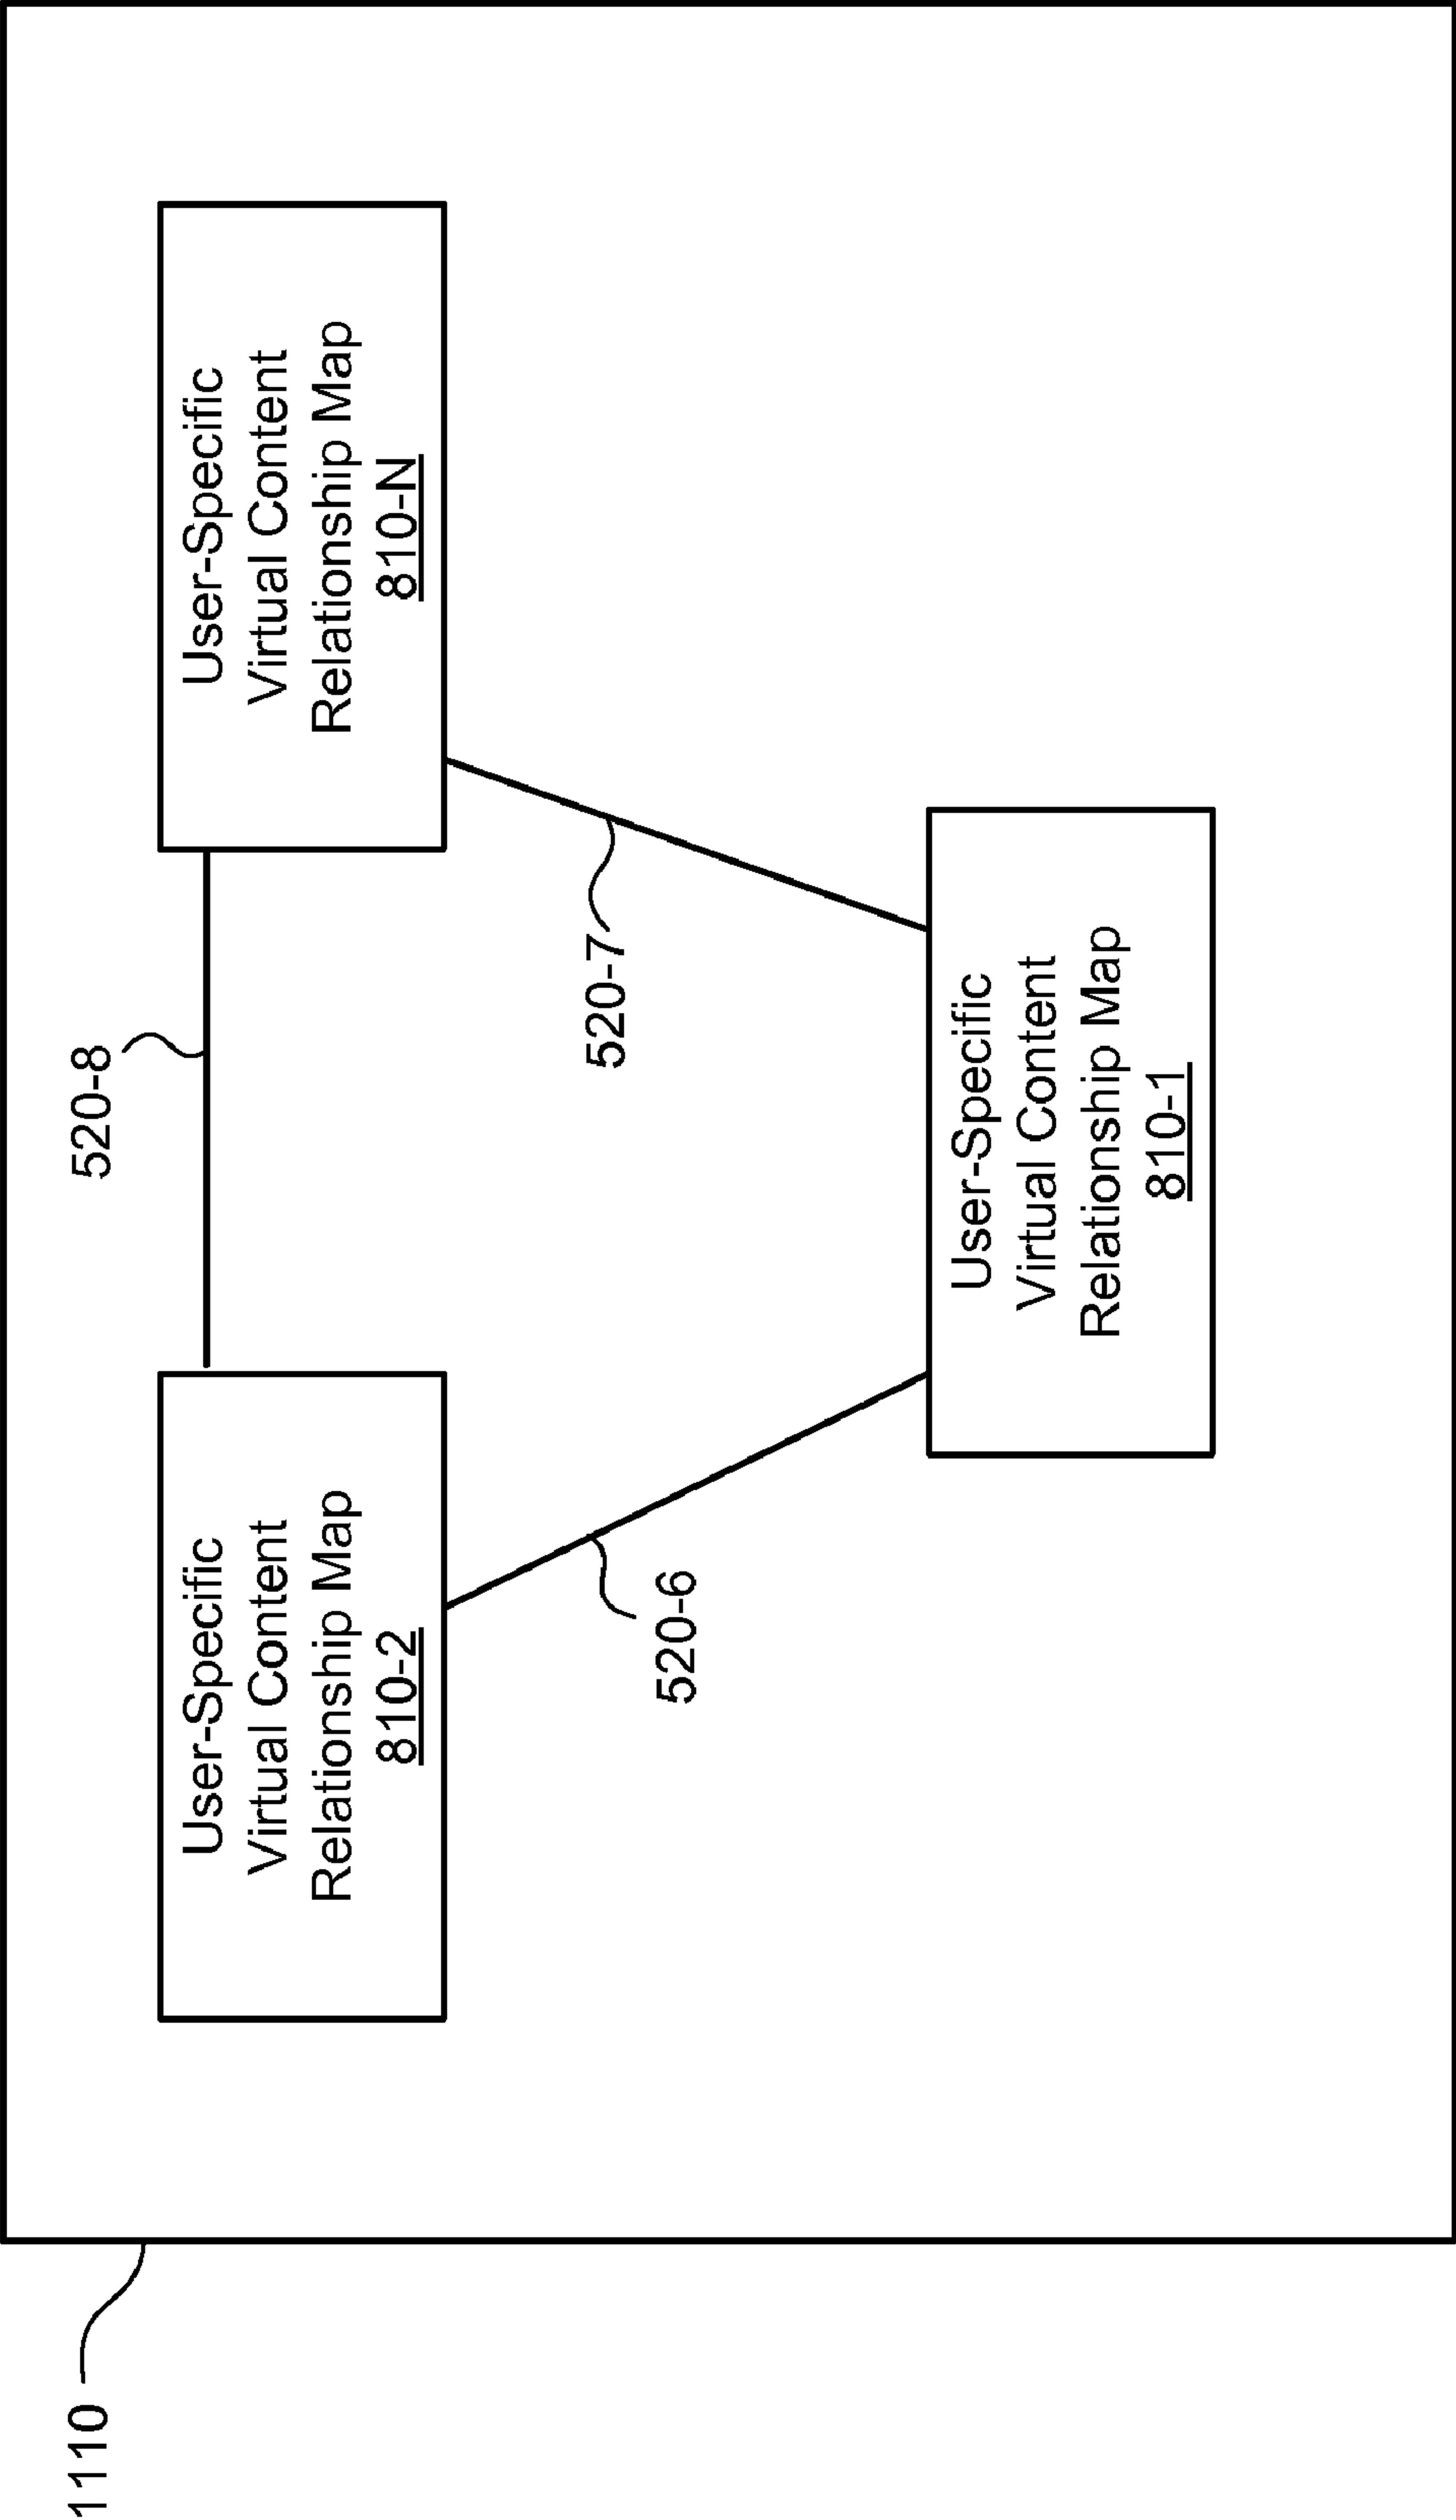 1110
520-8
User-Specific
Virtual Content
Relationship Map
810-2
User-Specific
Virtual Content
Relationship Map
810-N
520-7
520-6
User-Specific
Virtual Content
Relationship Map
810-1